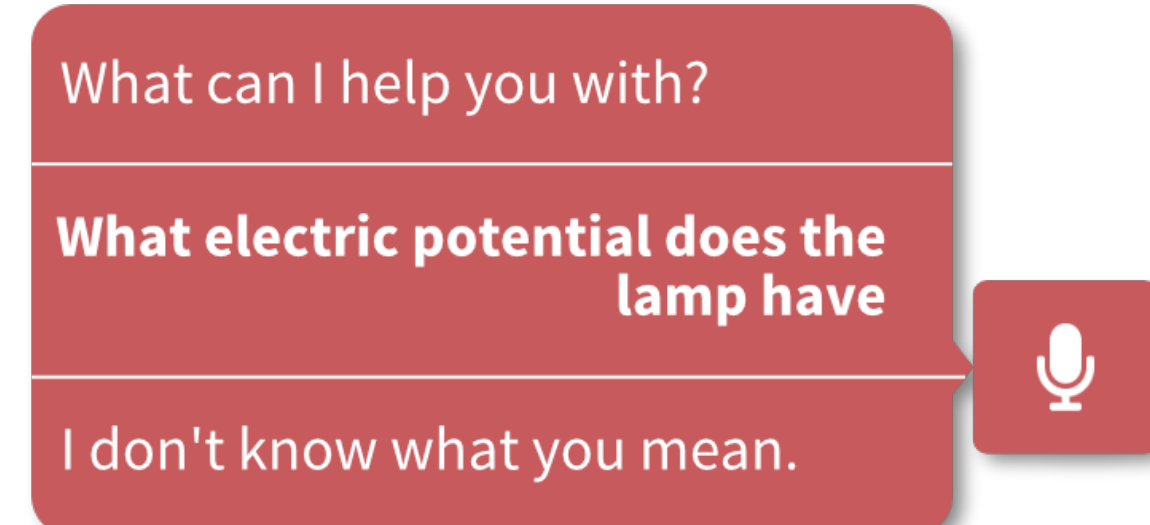 What can I help you with?
What electric potential does the
lamp have
I don't know what you mean.